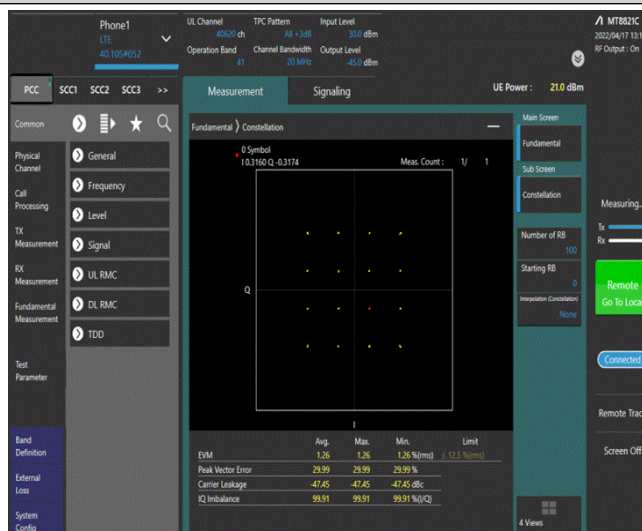 Phone1
LTE
40.105#052
UL Channel TPC Pattern Input Level
40620 ch All +3dB 30.0 dBm
Operation Band Channel Bandwidth Output Level
41 20 MHz -45.0 dBm
MT8821C
2022/04/17 13:1
RF Output : On
PCC SCC1 SCC2 SCC3 >>
Measurement Signaling
UE Power : 21.0 dBm
Common
Physical
Channel
Call
Processing
TX
Measurement
RX
Measurement
Fundamental
Measurement
Test
Parameter
Band
Definition
External
Loss
System
Config
General
Frequency
Level
Signal
UL RMC
DL RMC
TDD
Fundamental Constellation
0 Symbol
I 0.3160 Q -0.3174 Meas. Count : 1/ 1
Q
I
Avg. Max. Min. Limit
EVM 1.26 1.26 1.26 %(rms) ≤ 12.5 %(rms)
Peak Vector Error 29.99 29.99 29.99 %
Carrier Leakage -47.45 -47.45 -47.45 dBc
IQ Imbalance 99.91 99.91 99.91 %(I/Q)
Main Screen
Fundamental
Sub Screen
Constellation
Number of RB
100
Starting RB
0
Interpolation (Constellation)
None
4 Views
Measuring..
Tx
Rx
Remote
Go To Local
Connected
Remote Trac
Screen Off